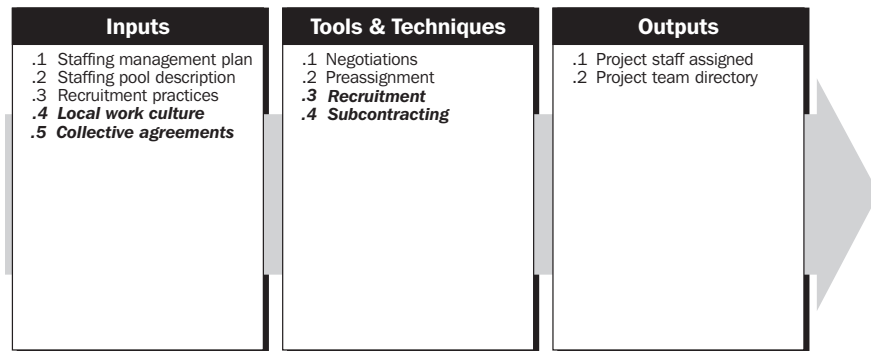 Inputs
.1 Staffing management plan
.2 Staffing pool description
.3 Recruitment practices
.4 Local work culture
.5 Collective agreements
Tools & Techniques
.1 Negotiations
.2 Preassignment
.3 Recruitment
.4 Subcontracting
Outputs
.1 Project staff assigned
.2 Project team directory